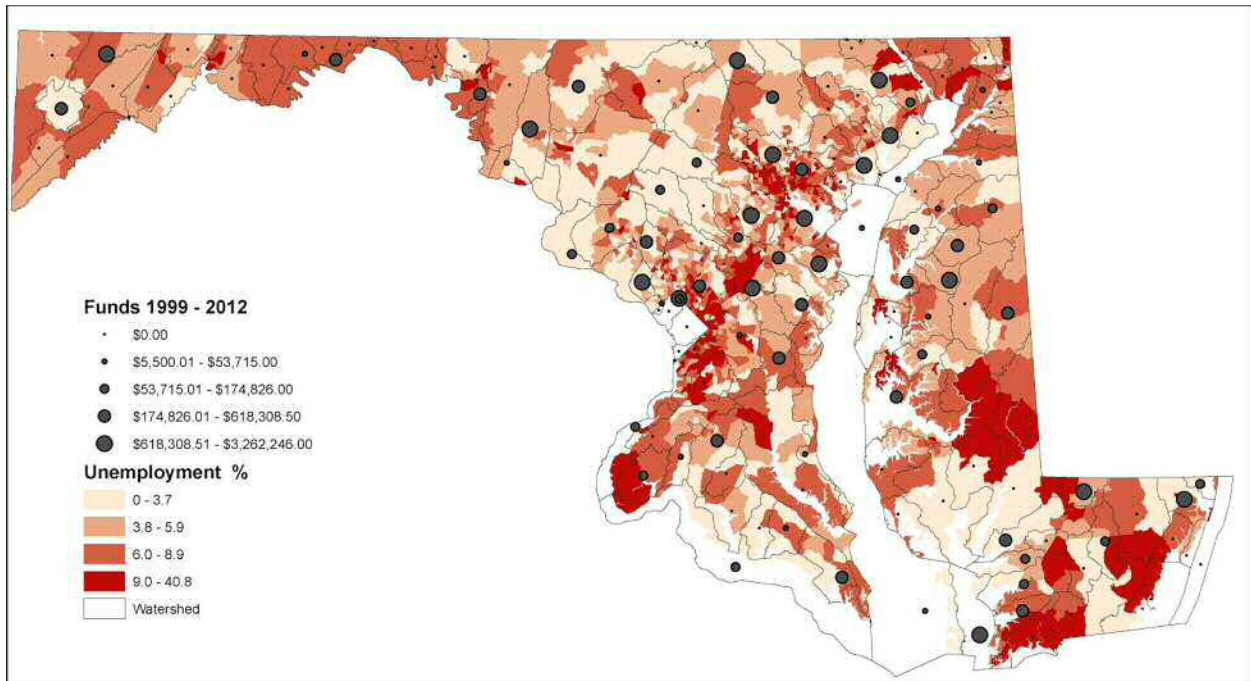 Funds 1999 - 2012
$0.00
$5,500.01 - $53,715.00
$53,715.01 - $174,826.00
$174,826.01 - $618,308.50
$618,308.51 - $3,262,246.00
Unemployment %
0 - 3.7
3.8 - 5.9
6.0 - 8.9
9.0 - 40.8
Watershed